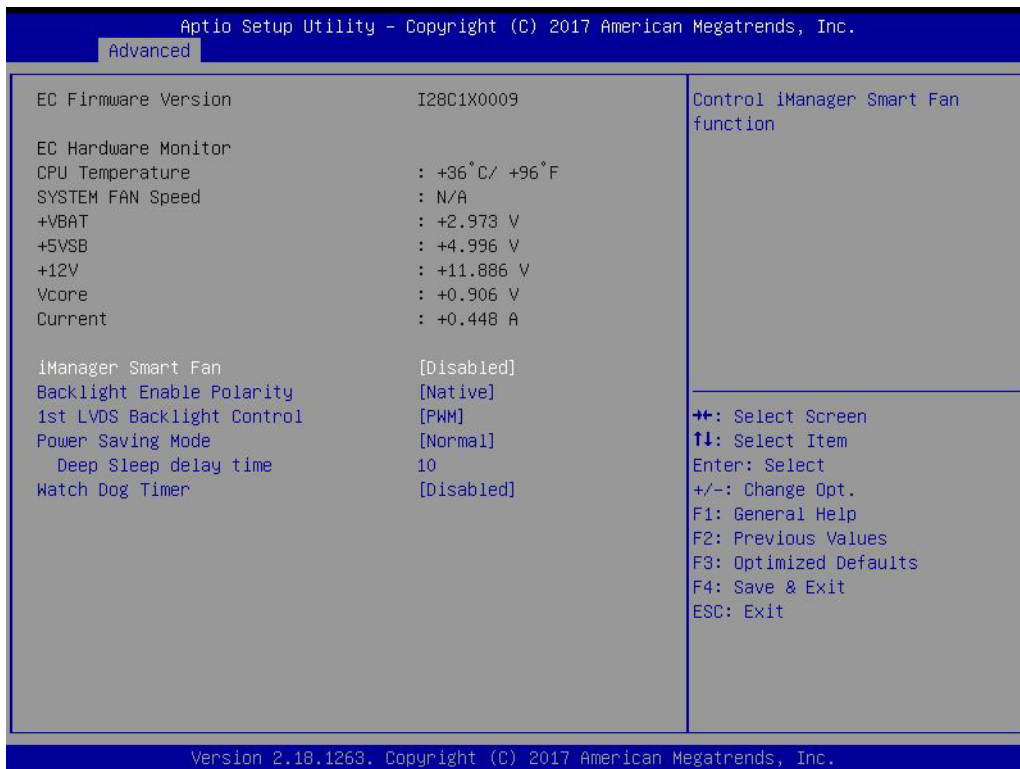 Aptio Setup Utility – Copyright (C) 2017 American Megatrends, Inc.
Advanced
EC Firmware Version I28C1X0009
EC Hardware Monitor
CPU Temperature : +36°C/ +96°F
SYSTEM FAN Speed : N/A
+VBAT : +2.973 V
+5VSB : +4.996 V
+12V : +11.886 V
Vcore : +0.906 V
Current : +0.448 A
iManager Smart Fan [Disabled]
Backlight Enable Polarity [Native]
1st LVDS Backlight Control [PWM]
Power Saving Mode [Normal]
Deep Sleep delay time 10
Watch Dog Timer [Disabled]
Control iManager Smart Fan
function
→←: Select Screen
↑↓: Select Item
Enter: Select
+/-: Change Opt.
F1: General Help
F2: Previous Values
F3: Optimized Defaults
F4: Save & Exit
ESC: Exit
Version 2.18.1263. Copyright (C) 2017 American Megatrends, Inc.